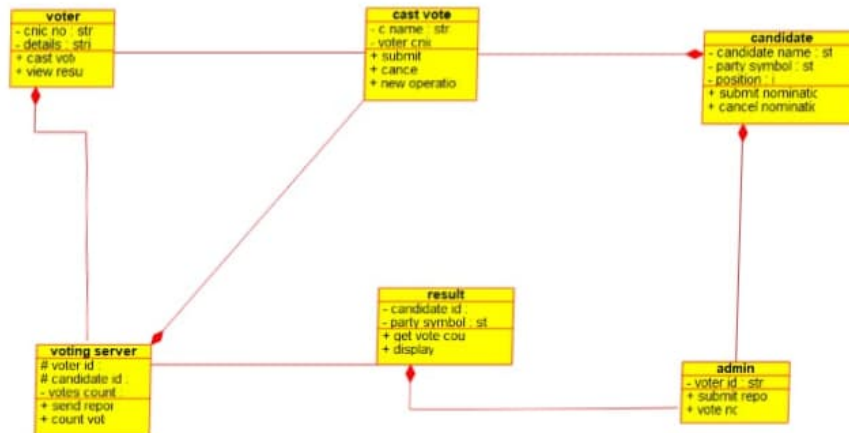 voter
- cnic no : str
- details : stri
+ cast vot
+ view resu
cast vote
- c name : str
- voter cni
+ submit
+ cance
+ new operatio
candidate
- candidate name : st
- party symbol : st
- position : i
+ submit nominatic
+ cancel nominatic
voting server
# voter id :
# candidate id :
- votes count :
+ send repor
+ count vot
result
- candidate id :
- party symbol : st
+ get vote cou
+ display
admin
- voter id : str
+ submit repo
+ vote nc